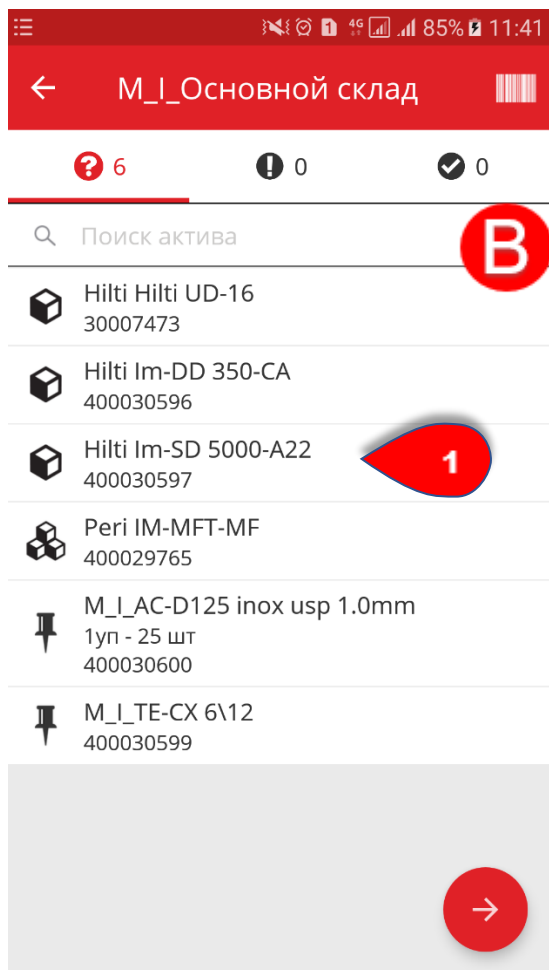 1 4G 85% 11:41
M_I_Основной склад
? 6 ! 0 0
Поиск актива
B
Hilti Hilti UD-16
30007473
Hilti Im-DD 350-CA
400030596
Hilti Im-SD 5000-A22
1
400030597
Peri IM-MFT-MF
400029765
M_I_AC-D125 inox usp 1.0mm
1уп - 25 шт
400030600
M_I_TE-CX 6\12
400030599